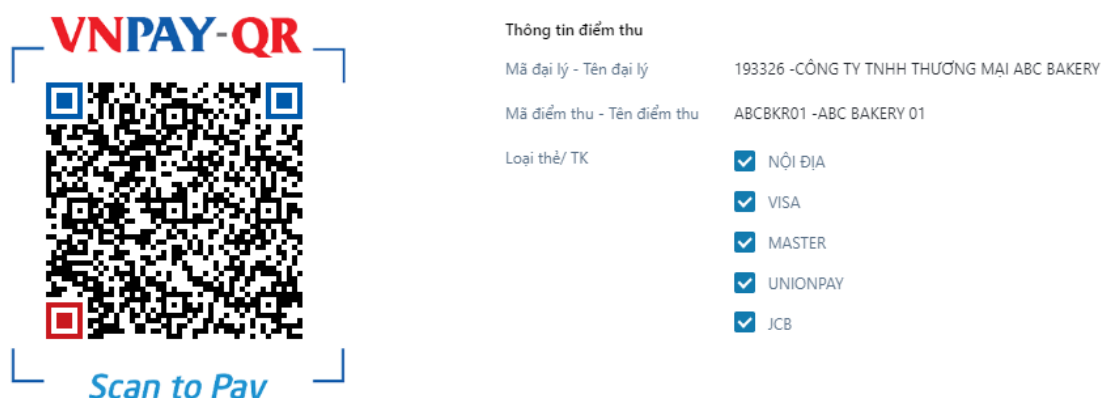 VNPAY-QR
Scan to Pay
Thông tin điểm thu
Mã đại lý - Tên đại lý 193326 -CÔNG TY TNHH THƯƠNG MẠI ABC BAKERY
Mã điểm thu - Tên điểm thu ABCBKR01 -ABC BAKERY 01
Loại thẻ/ TK NỘI ĐỊA
VISA
MASTER
UNIONPAY
JCB